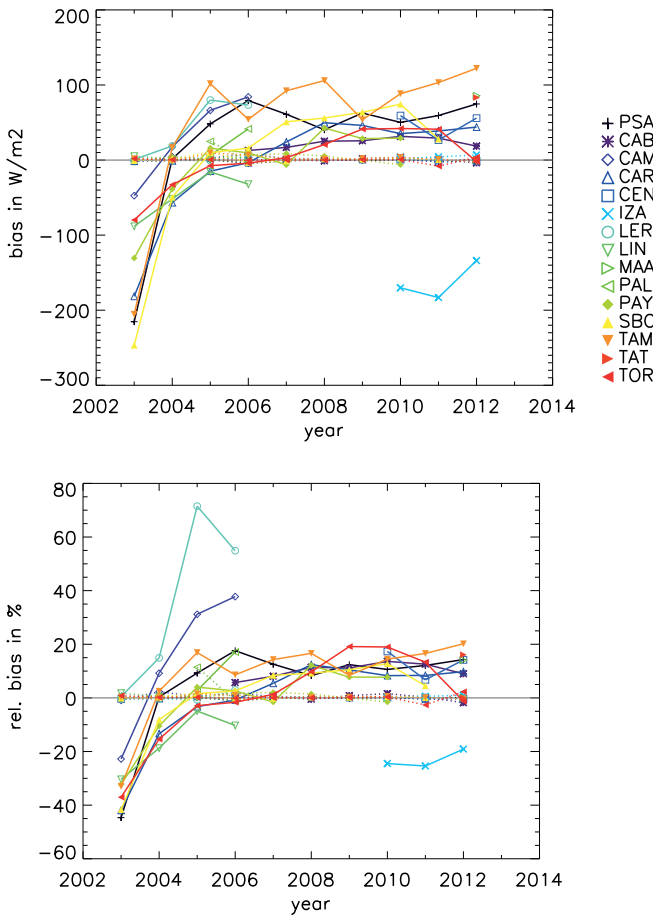 200
100
0
−100
−200
−300
bias in W/m2
2002 2004 2006 2008 2010 2012 2014
year
PSA
CAB
CAM
CAR
CEN
IZA
LER
LIN
MAA
PAL
PAY
SBO
TAM
TAT
TOR
80
60
40
20
0
−20
−40
−60
rel. bias in %
2002 2004 2006 2008 2010 2012 2014
year